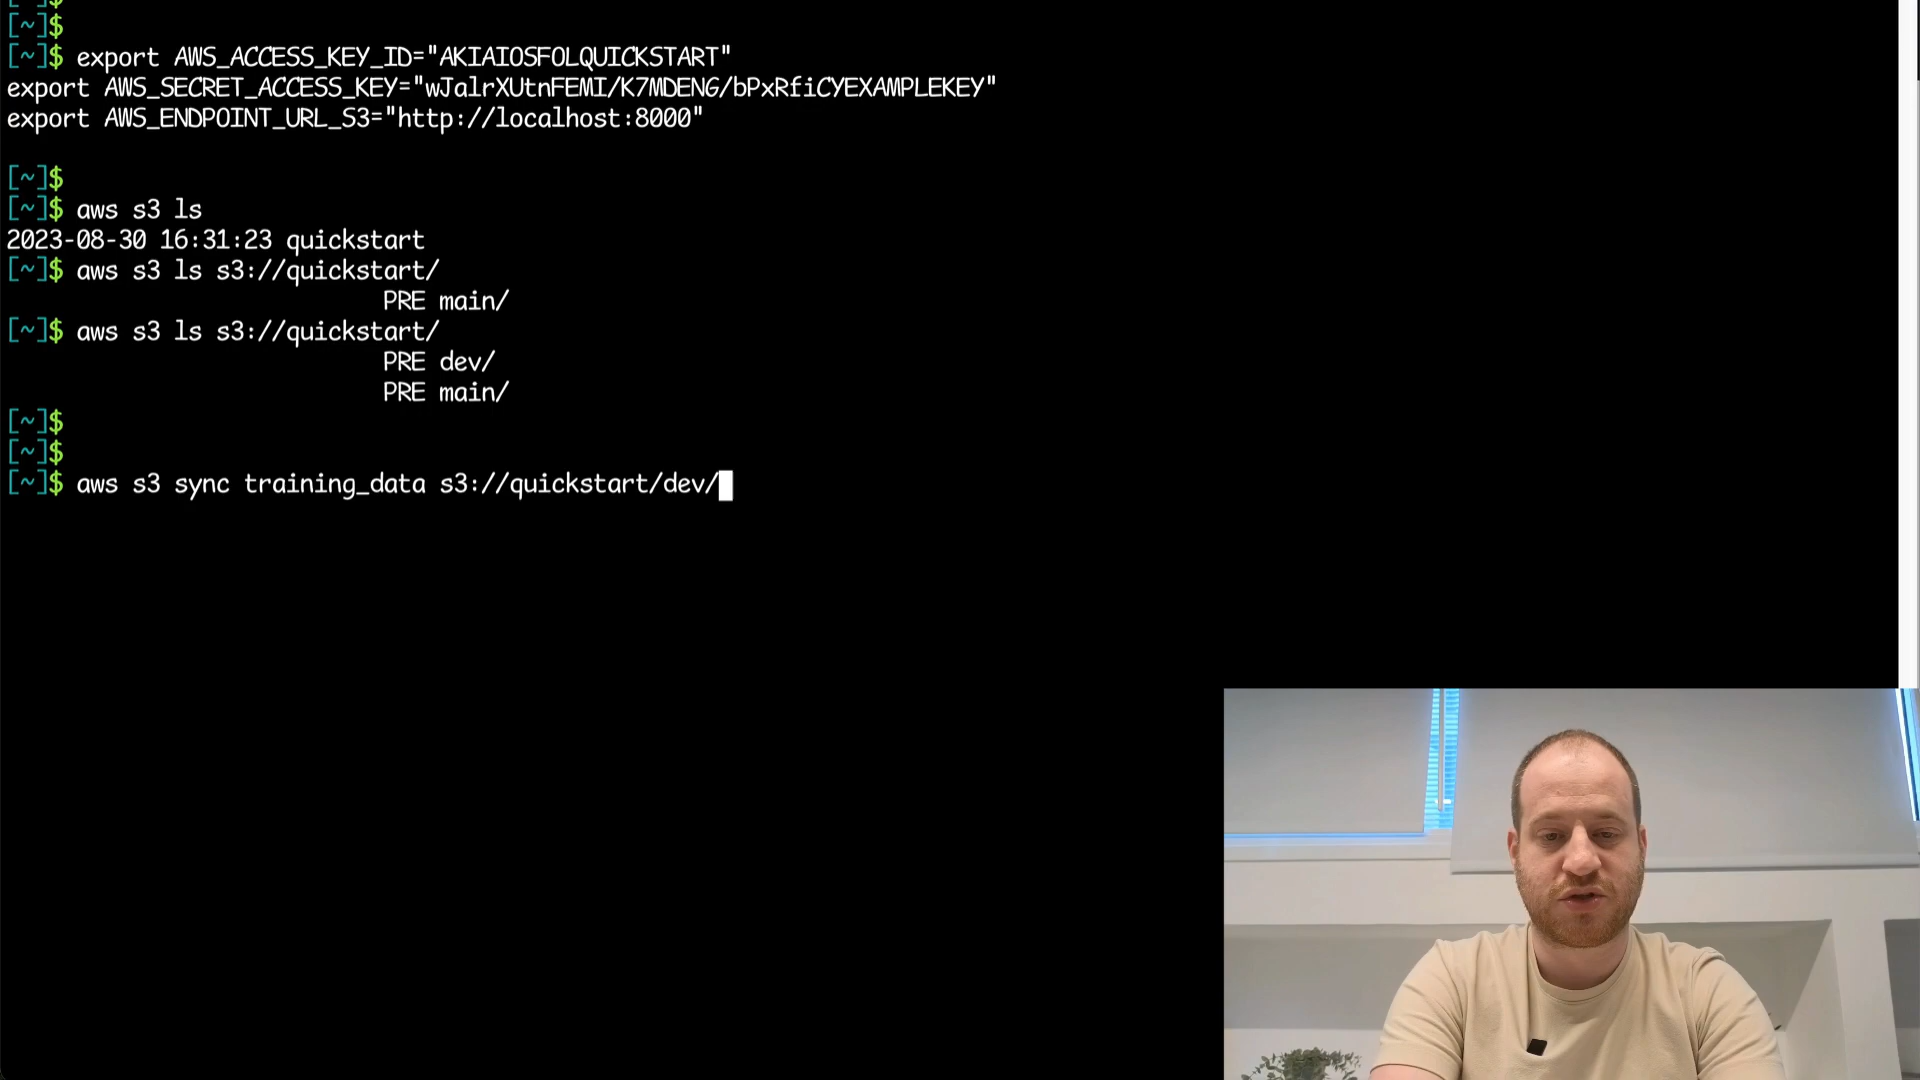 [~]$
[~]$
[~]$ export AWS_ACCESS_KEY_ID="AKIAIOSFOLQUICKSTART"
export AWS_SECRET_ACCESS_KEY="wJalrXUtnFEMI/K7MDENG/bPxRfiCYEXAMPLEKEY"
export AWS_ENDPOINT_URL_S3="http://localhost:8000"
[~]$
[~]$ aws s3 ls
2023-08-30 16:31:23 quickstart
[~]$ aws s3 ls s3://quickstart/
PRE main/
[~]$ aws s3 ls s3://quickstart/
PRE dev/
PRE main/
[~]$
[~]$
[~]$ aws s3 sync training_data s3://quickstart/dev/